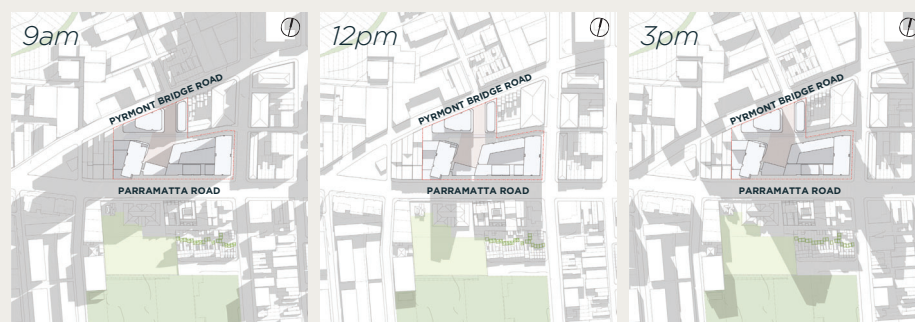 9am
PYRMONT BRIDGE ROAD
PARRAMATTA ROAD
12pm
PYRMONT BRIDGE ROAD
PARRAMATTA ROAD
3pm
PYRMONT BRIDGE ROAD
PARRAMATTA ROAD